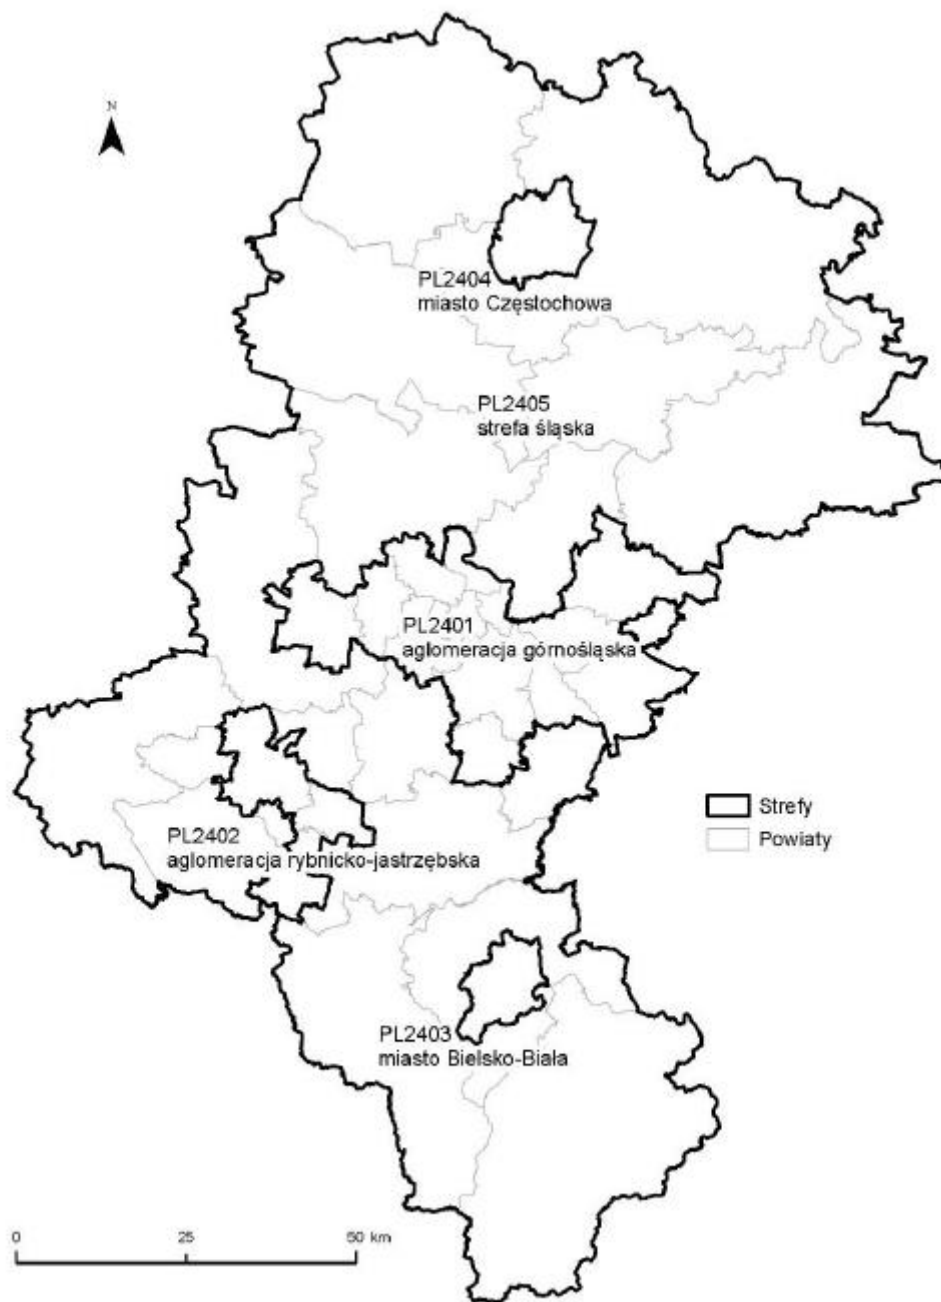 N
PL2404
miasto Częstochowa
PL2405
strefa śląska
PL2401
aglomeracja górnośląska
Strefy
Powiaty
PL2402
aglomeracja rybnicko-jastrzębska
PL2403
miasto Bielsko-Biała
0 25 50 km